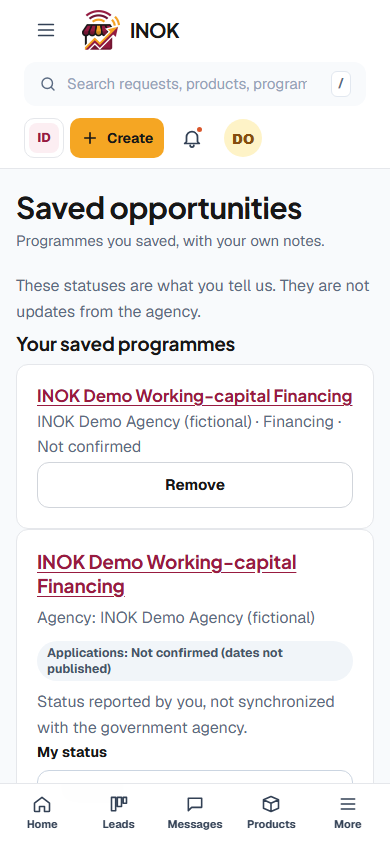 INOK
Search requests, products, program
/
ID
Create
DO
Saved opportunities
Programmes you saved, with your own notes.
These statuses are what you tell us. They are not
updates from the agency.
Your saved programmes
INOK Demo Working-capital Financing
INOK Demo Agency (fictional) · Financing ·
Not confirmed
Remove
INOK Demo Working-capital
Financing
Agency: INOK Demo Agency (fictional)
Applications: Not confirmed (dates not
published)
Status reported by you, not synchronized
with the government agency.
My status
Home
Leads
Messages
Products
More